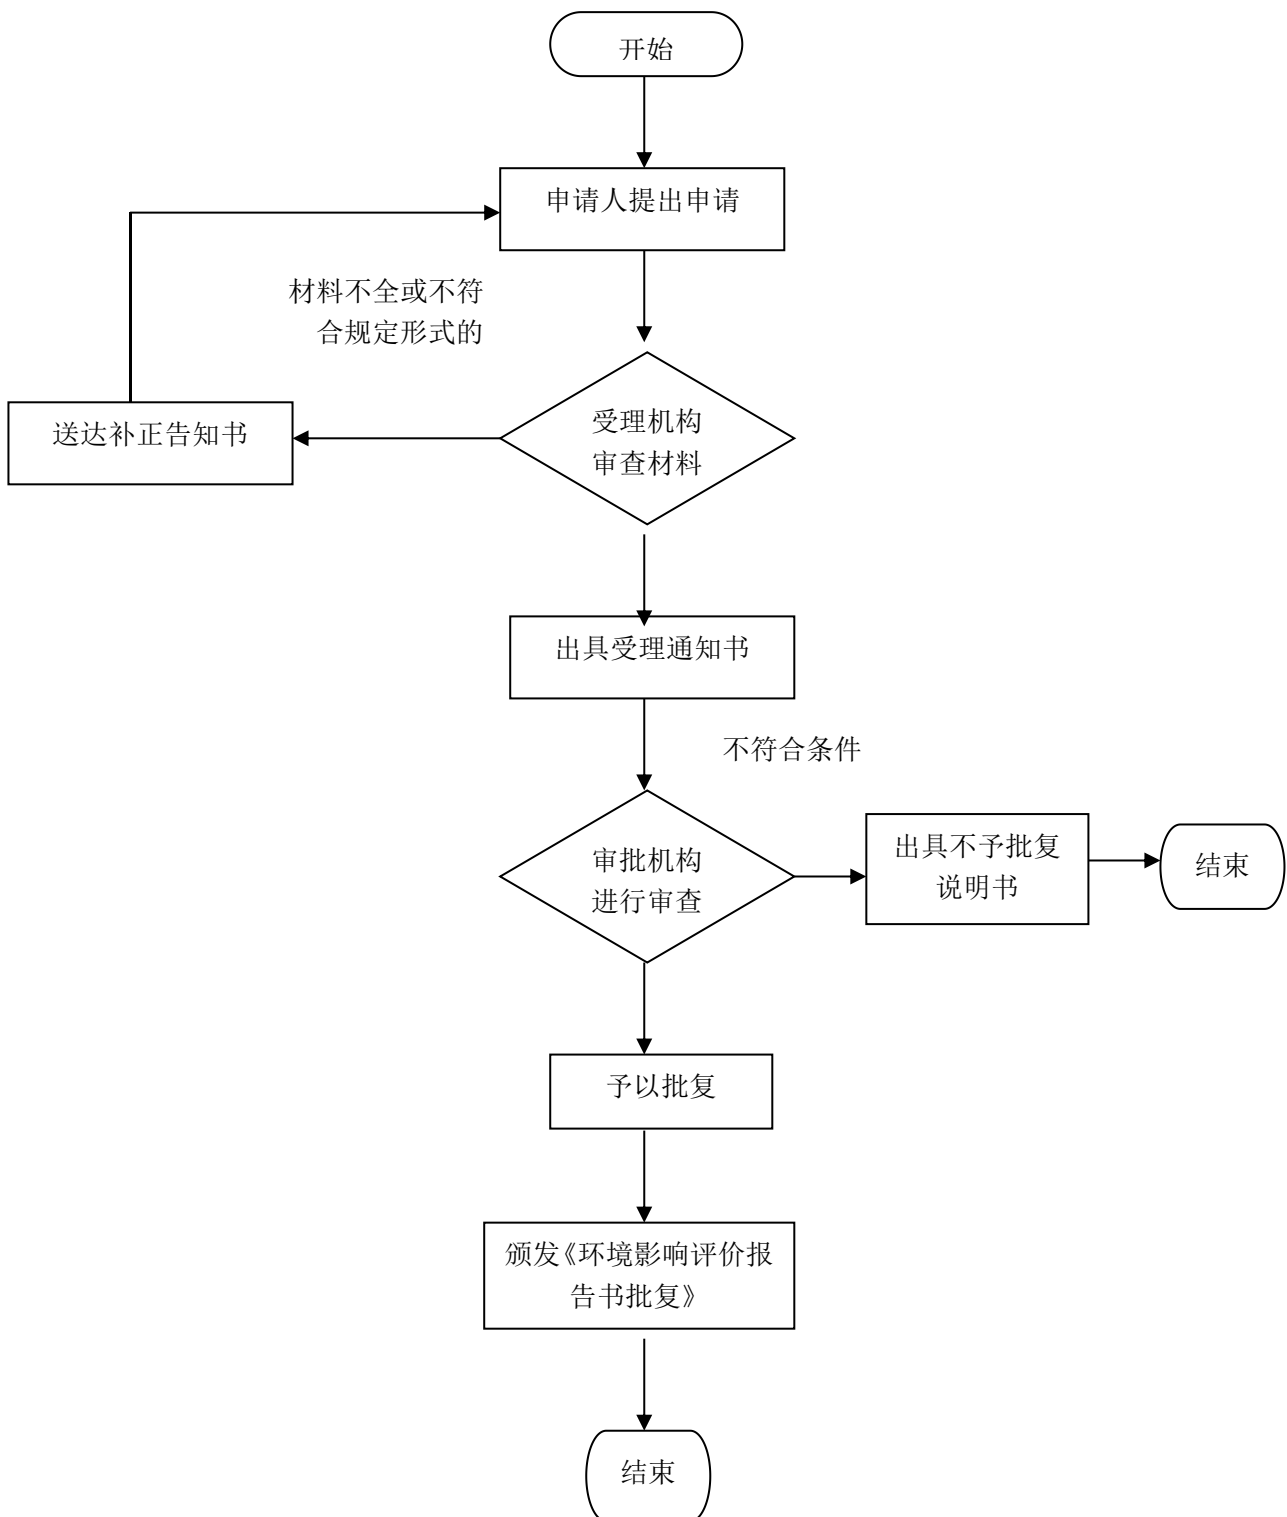 开始
申请人提出申请
材料不全或不符
合规定形式的
受理机构
审查材料
送达补正告知书
出具受理通知书
不符合条件
审批机构
进行审查
出具不予批复
说明书
结束
予以批复
颁发《环境影响评价报
告书批复》
结束